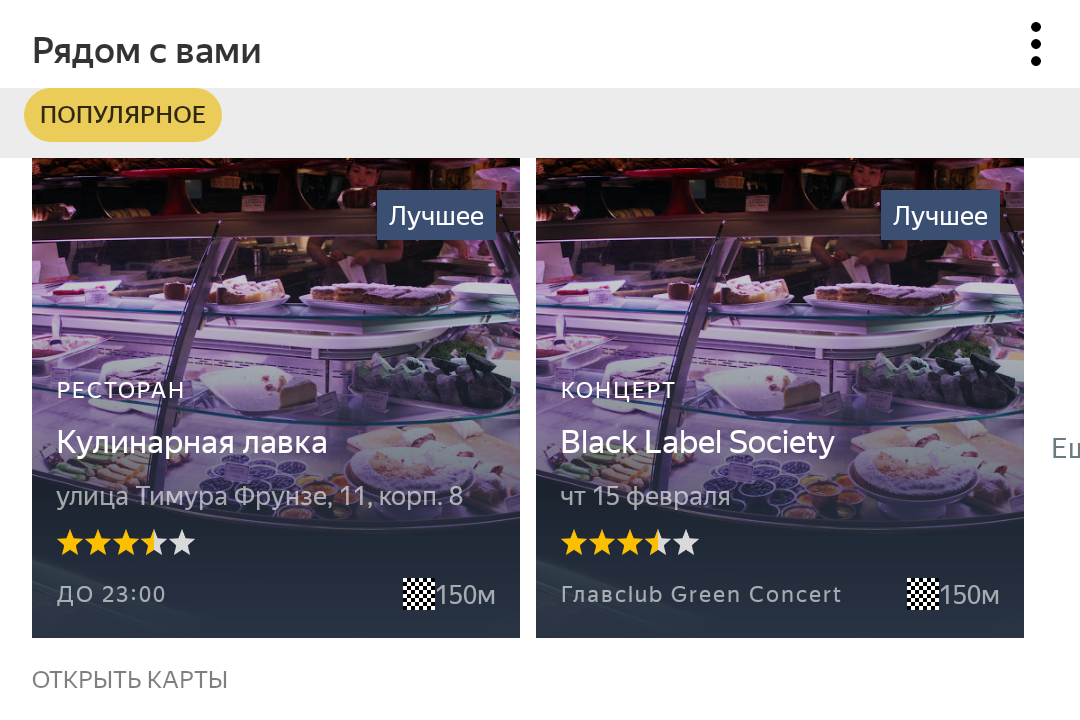 Рядом с вами
ПОПУЛЯРНОЕ
Лучшее
РЕСТОРАН
Кулинарная лавка
улица Тимура Фрунзе, 11, корп. 8
ДО 23:00
150м
Лучшее
КОНЦЕРТ
Black Label Society
чт 15 февраля
Главclub Green Concert
150м
ОТКРЫТЬ КАРТЫ